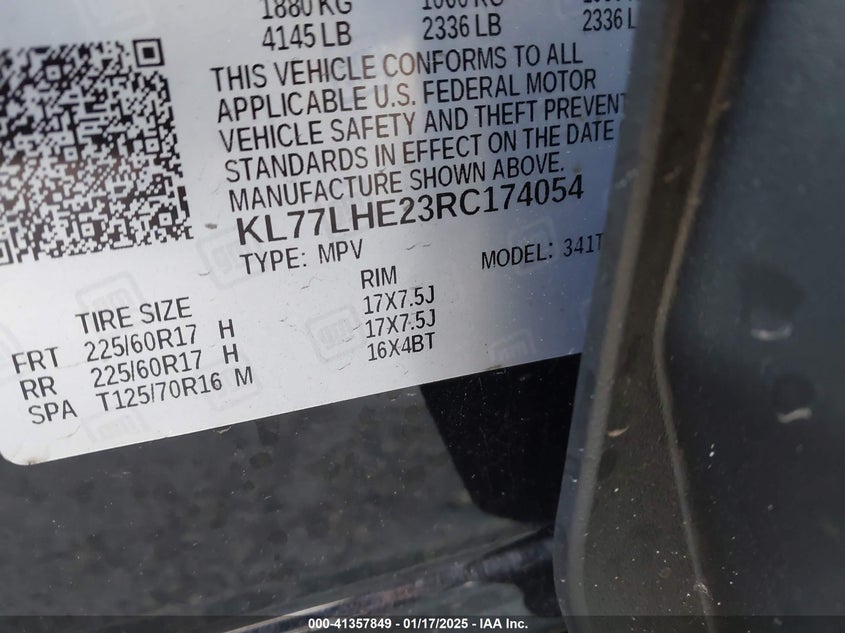 1880 KG
4145 LB 2336 LB 2336 L
THIS VEHICLE CONFORMS TO ALL
APPLICABLE U.S. FEDERAL MOTOR
VEHICLE SAFETY AND THEFT PREVENT
STANDARDS IN EFFECT ON THE DATE
MANUFACTURE SHOWN ABOVE.
KL77LHE23RC174054
TYPE: MPV MODEL: 341T
TIRE SIZE RIM
FRT 225/60R17 H 17X7.5J
RR 225/60R17 H 17X7.5J
SPA T125/70R16 M 16X4BT
000-41357849 - 01/17/2025 - IAA Inc.